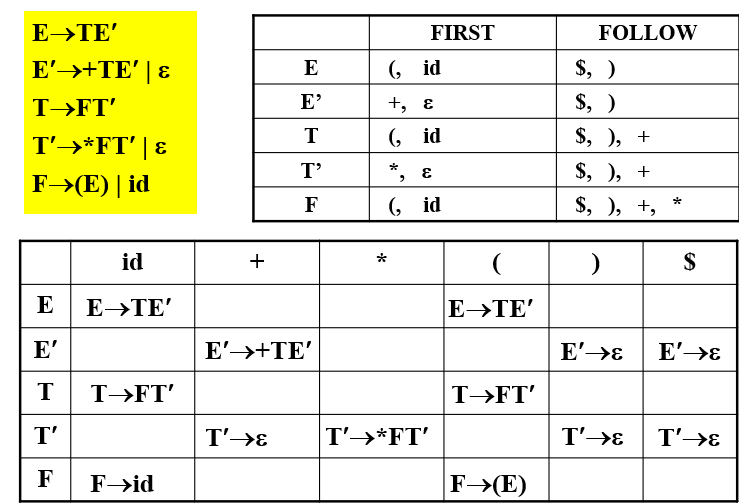 E→TE′
E′→+TE′ | ε
T→FT′
T′→*FT′ | ε
F→(E) | id
FIRST FOLLOW
E (, id $, )
E’ +, ε $, )
T (, id $, ), +
T’ *, ε $, ), +
F (, id $, ), +, *
id + * ( ) $
E E→TE′ E→TE′
E′ E′→+TE′ E′→ε E′→ε
T T→FT′ T→FT′
T′ T′→ε T′→*FT′ T′→ε T′→ε
F F→id F→(E)